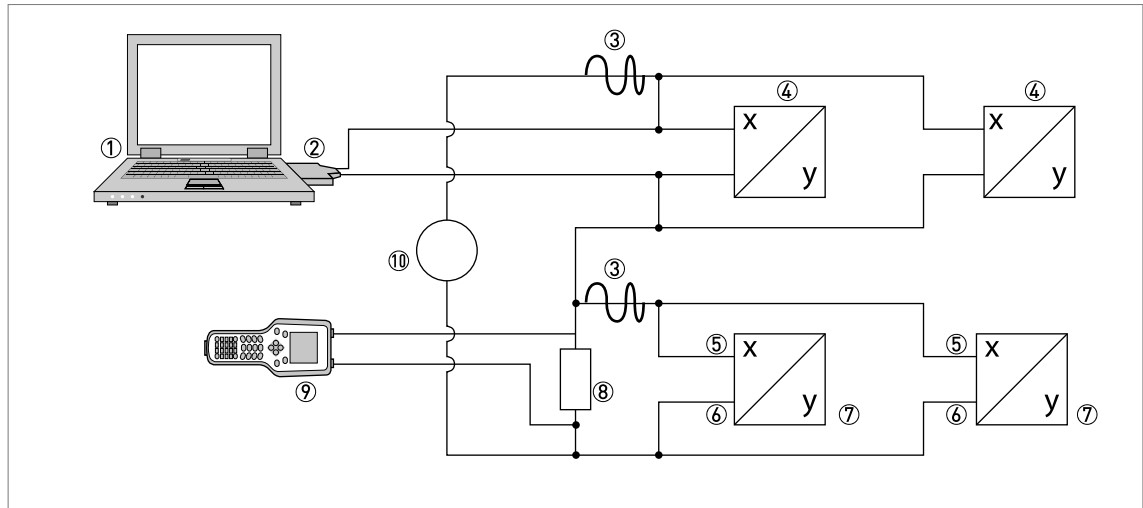 ③
④ ④
① ②
x x
y y
⑩ ③
⑤ x ⑤ x
⑨ ⑧ ⑥ y ⑦ ⑥ y ⑦